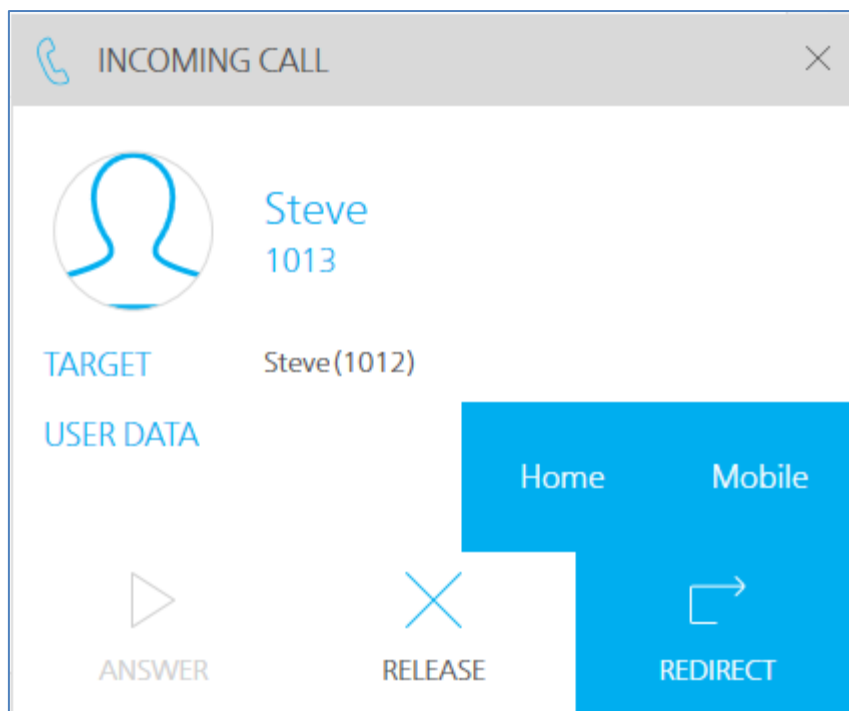 INCOMING CALL
Steve
1013
TARGET Steve (1012)
USER DATA
Home Mobile
ANSWER RELEASE REDIRECT